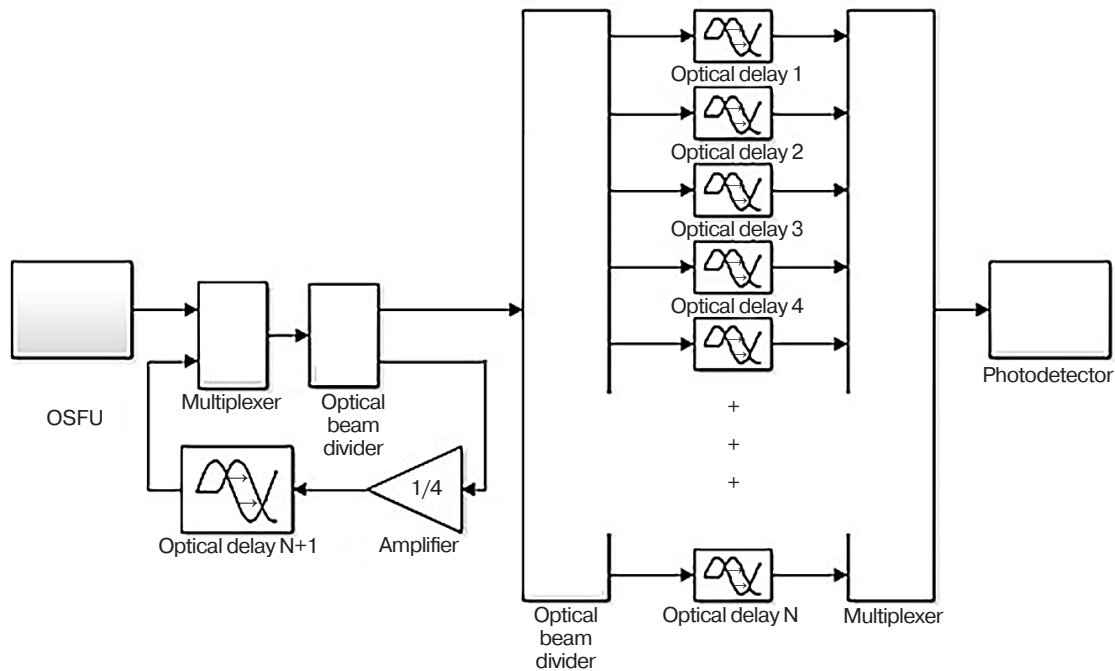 Optical delay 1
Optical delay 2
Optical delay 3
Optical delay 4
OSFU
Multiplexer
Optical
beam
divider
Photodetector
+
+
+
1/4
Optical delay N+1
Amplifier
Optical
beam
divider
Optical delay N
Multiplexer